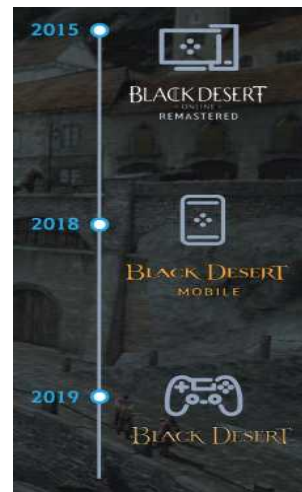 2015
BLACK DESERT
ONLINE
REMASTERED
2018
BLACK DESERT
MOBILE
2019
BLACK DESERT